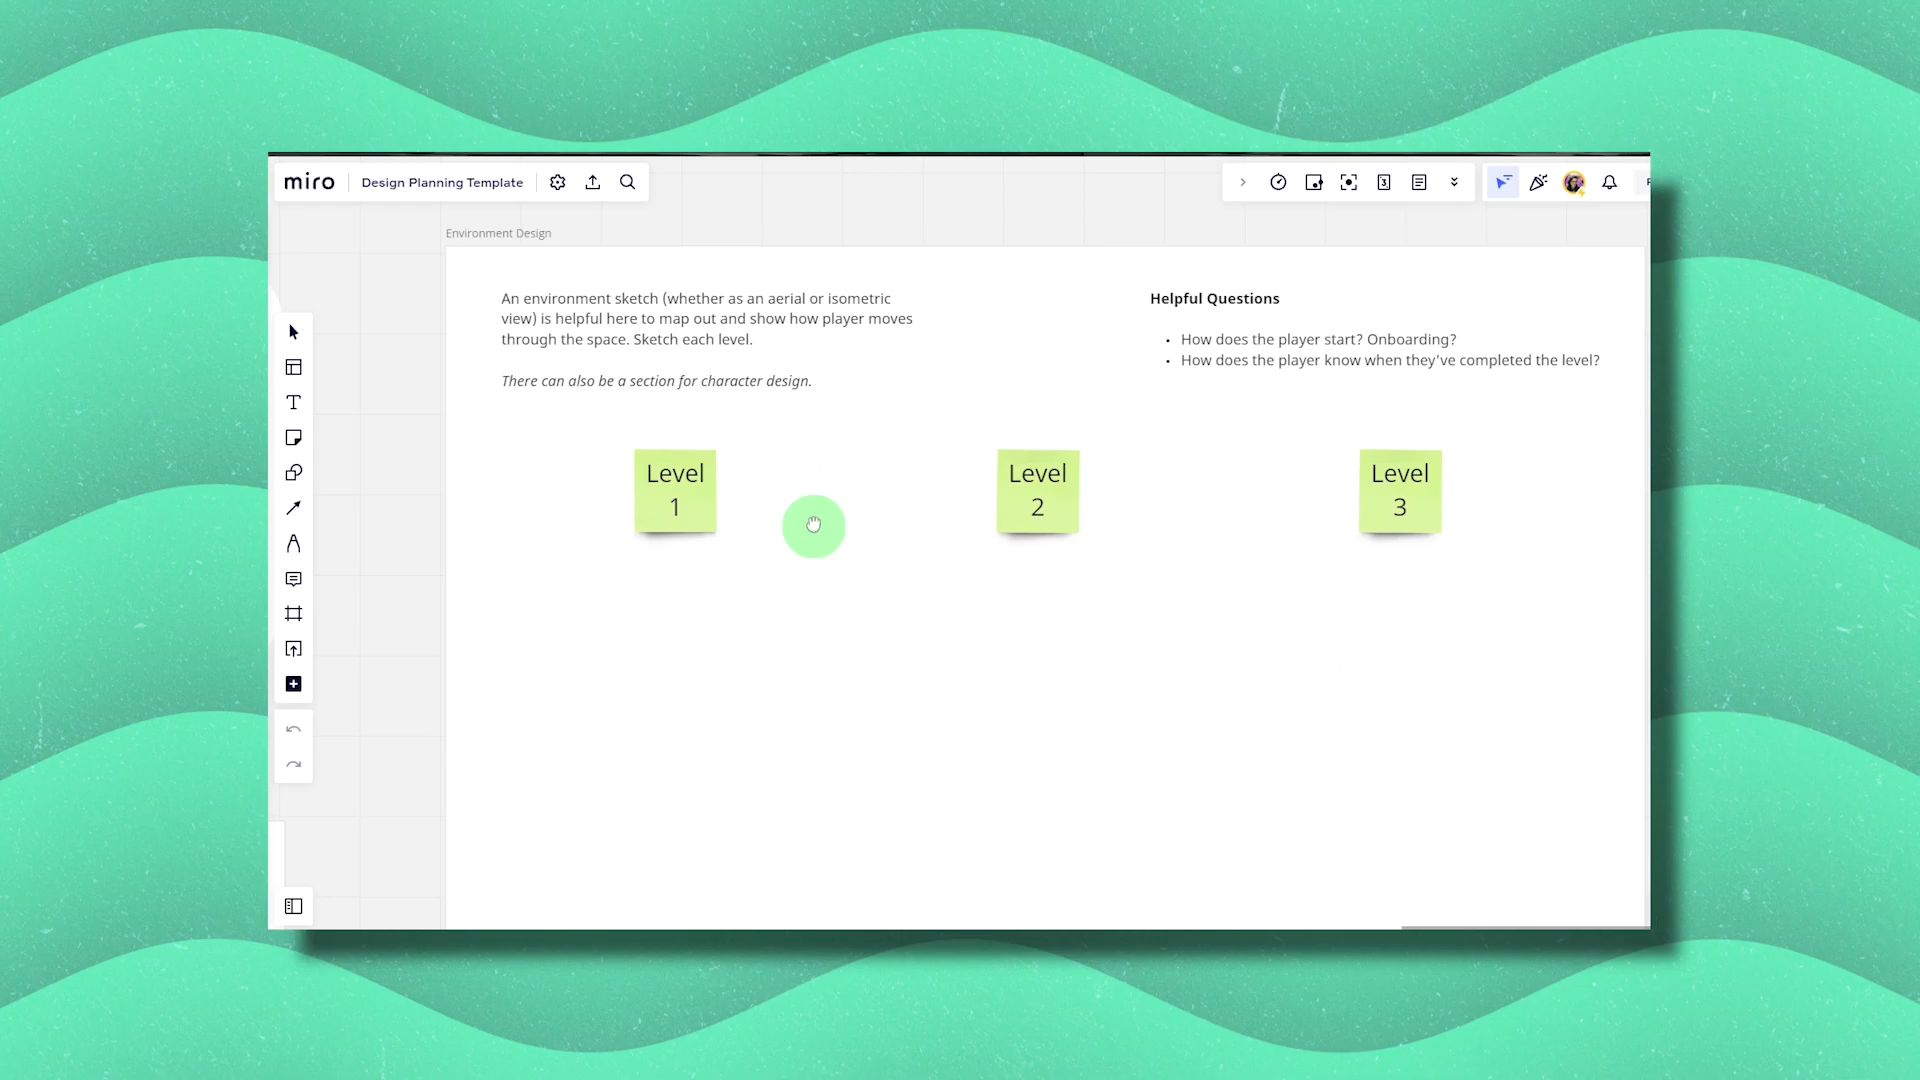 miro
Design Planning Template
3
Environment Design
An environment sketch (whether as an aerial or isometric
view) is helpful here to map out and show how player moves
through the space. Sketch each level.
There can also be a section for character design.
Helpful Questions
• How does the player start? Onboarding?
• How does the player know when they've completed the level?
Level
1
Level
2
Level
3